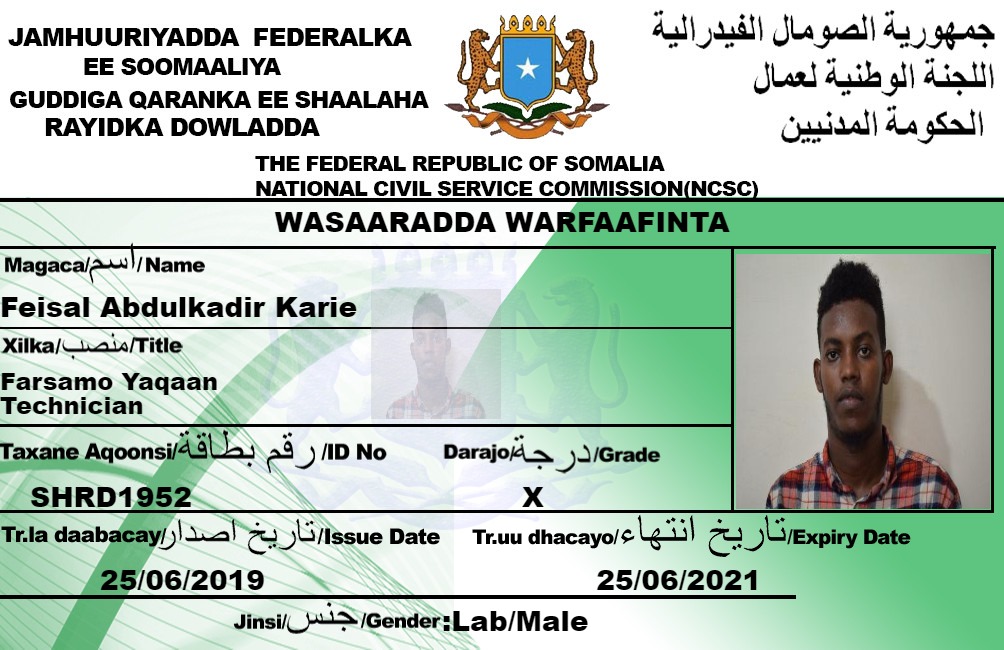 JAMHUURIYADDA FEDERALKA
EE SOOMAALIYA
GUDDIGA QARANKA EE SHAALAHA
RAYIDKA DOWLADDA
جمهورية الصومال الفيدرالية
اللجنة الوطنية لعمال
الحكومة المدنيين
THE FEDERAL REPUBLIC OF SOMALIA
NATIONAL CIVIL SERVICE COMMISSION(NCSC)
WASAARADDA WARFAAFINTA
Magaca/اسم/Name
Feisal Abdulkadir Karie
Xilka/منصب/Title
Farsamo Yaqaan
Technician
Taxane Aqoonsi/رقم بطاقة/ID No
Darajo/درجة/Grade
SHRD1952
X
Tr.la daabacay/تاريخ اصدار/Issue Date
Tr.uu dhacayo/تاريخ انتهاء/Expiry Date
25/06/2019
25/06/2021
Jinsi/جنس/Gender:Lab/Male